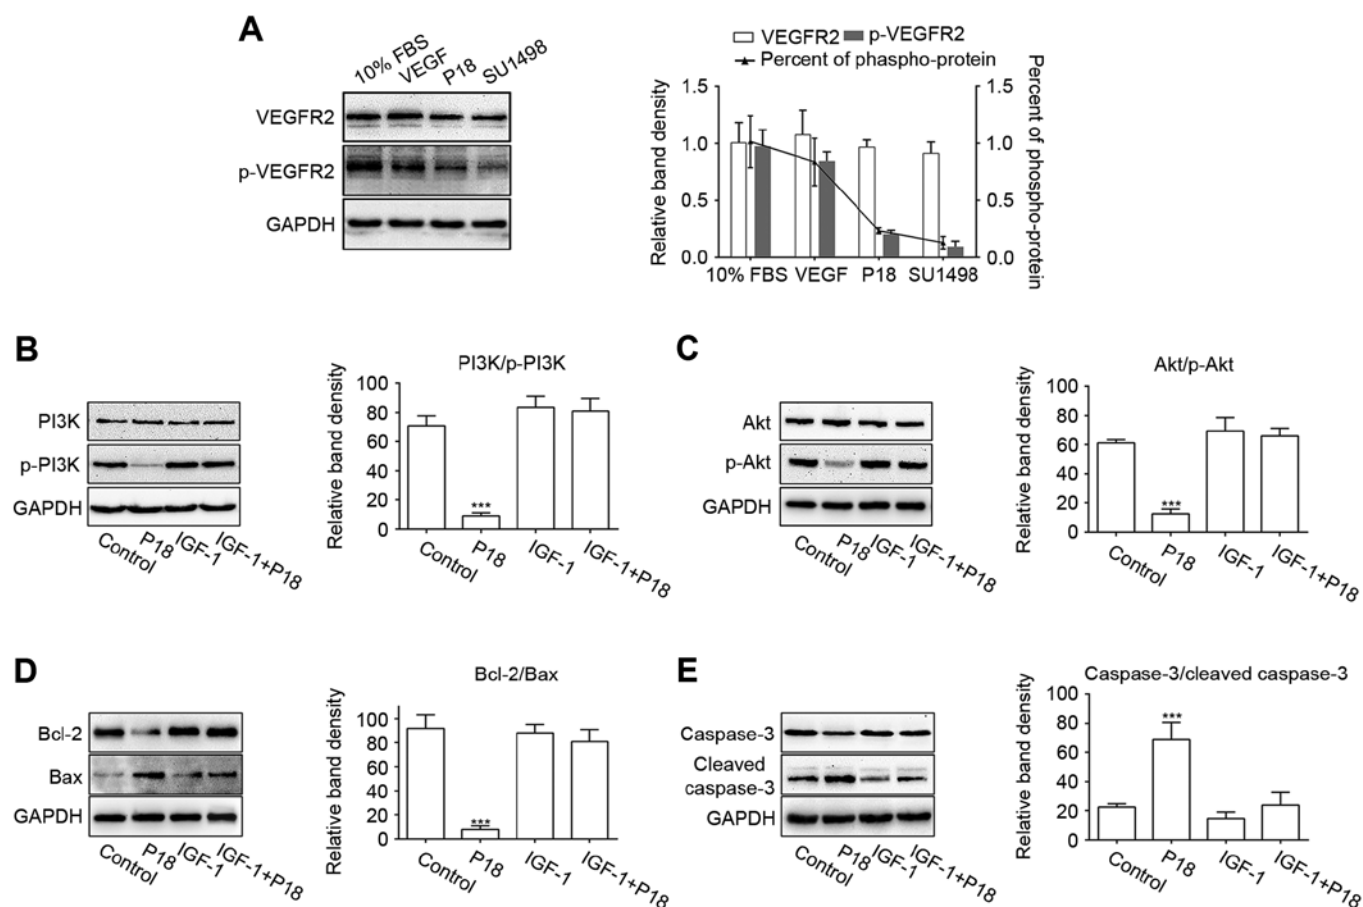 A
10% FBS
VEGF
P18
SU1498
VEGFR2
p-VEGFR2
GAPDH
VEGFR2 p-VEGFR2
Percent of phaspho-protein
Relative band density
1.5
1.0
0.5
0.0
1.5
1.0
0.5
0.0
Percent of phospho-protein
10% FBS VEGF P18 SU1498
B
PI3K
p-PI3K
GAPDH
Control
P18
IGF-1
IGF-1+P18
PI3K/p-PI3K
Relative band density
100
80
60
40
20
0
***
Control
P18
IGF-1
IGF-1+P18
C
Akt
p-Akt
GAPDH
Control
P18
IGF-1
IGF-1+P18
Akt/p-Akt
Relative band density
100
80
60
40
20
0
***
Control
P18
IGF-1
IGF-1+P18
D
Bcl-2
Bax
GAPDH
Control
P18
IGF-1
IGF-1+P18
Bcl-2/Bax
Relative band density
100
80
60
40
20
0
***
Control
P18
IGF-1
IGF-1+P18
E
Caspase-3
Cleaved
caspase-3
GAPDH
Control
P18
IGF-1
IGF-1+P18
Caspase-3/cleaved caspase-3
Relative band density
100
80
60
40
20
0
***
Control
P18
IGF-1
IGF-1+P18